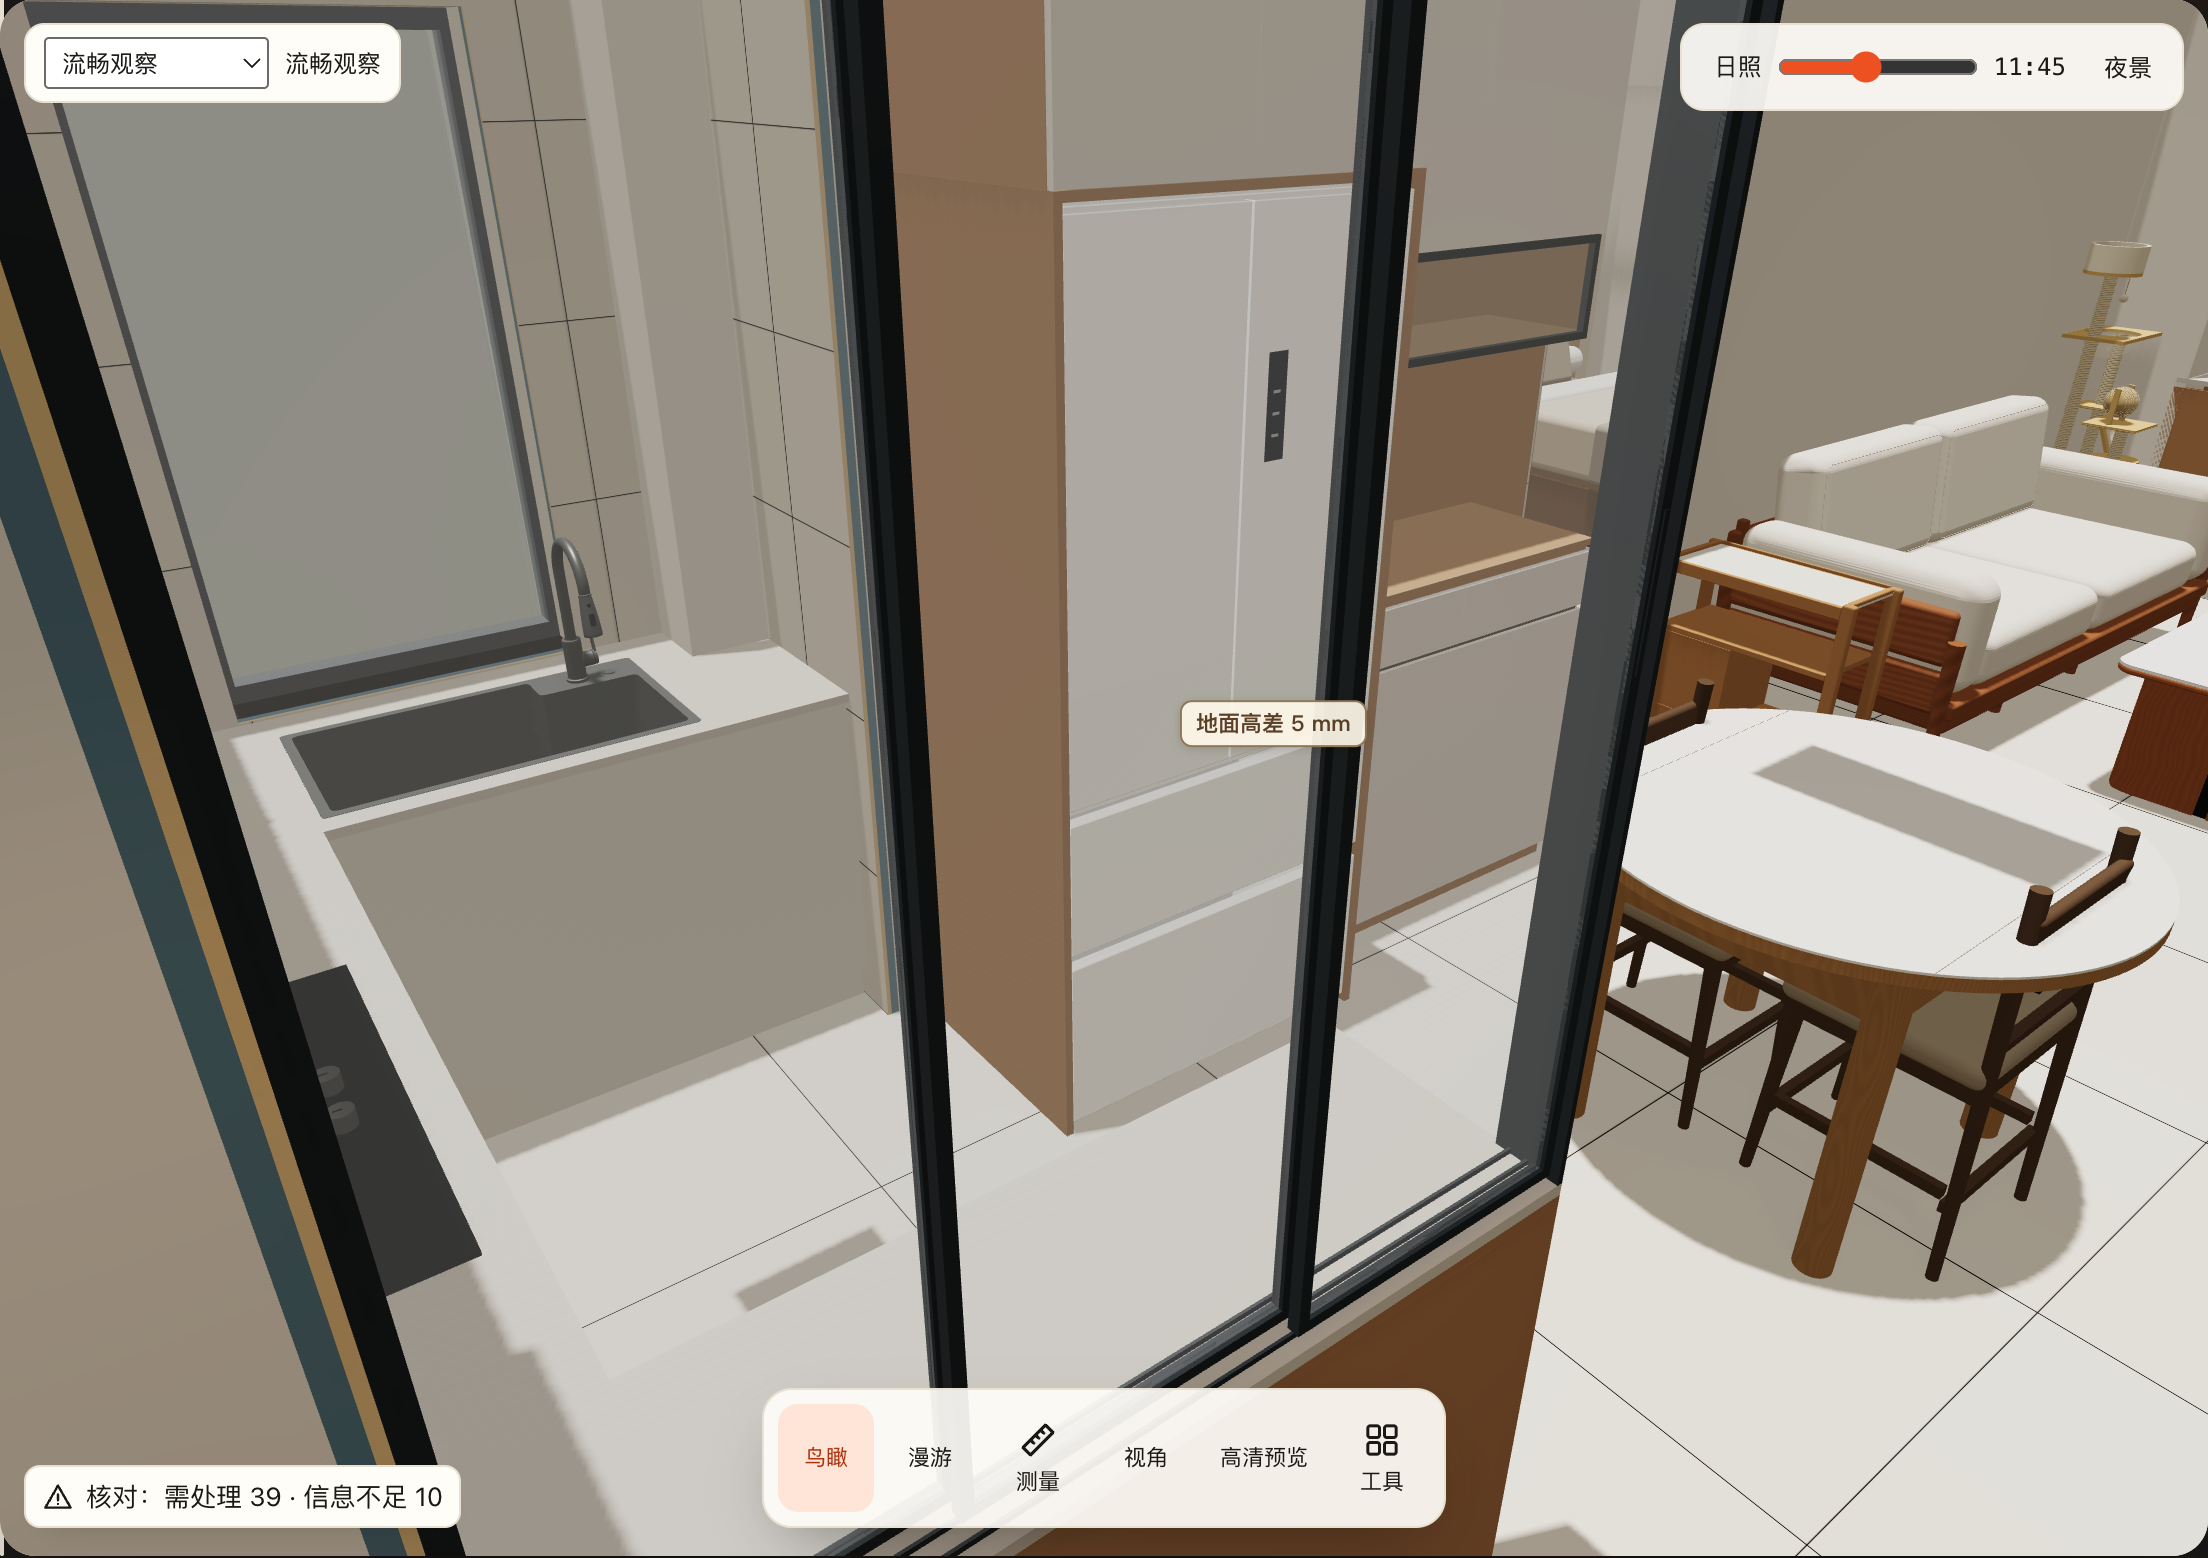 流畅观察 流畅观察
日照 11:45 夜景
地面高差 5 mm
鸟瞰 漫游 测量 视角 高清预览 工具
核对：需处理 39 · 信息不足 10